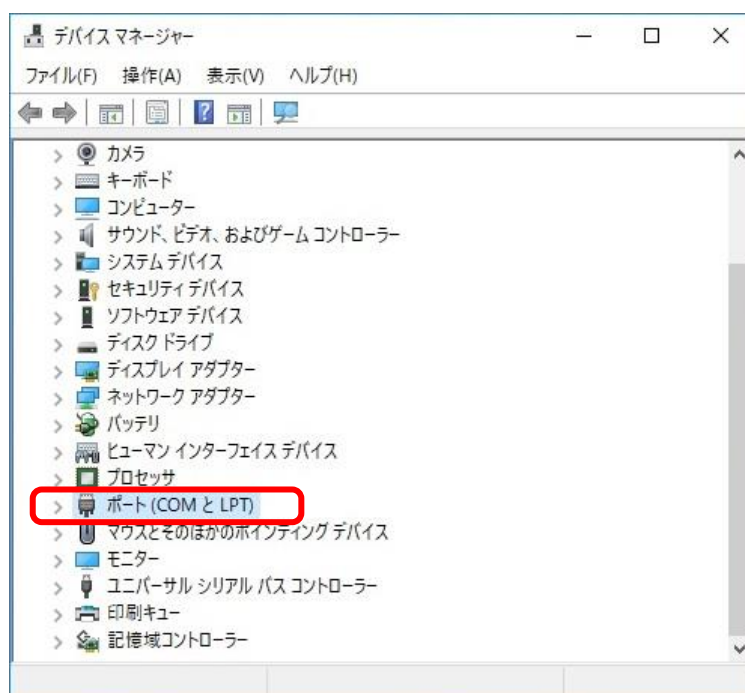 デバイス マネージャー
ファイル(F) 操作(A) 表示(V) ヘルプ(H)
カメラ
キーボード
コンピューター
サウンド、ビデオ、およびゲーム コントローラー
システム デバイス
セキュリティ デバイス
ソフトウェア デバイス
ディスク ドライブ
ディスプレイ アダプター
ネットワーク アダプター
バッテリ
ヒューマン インターフェイス デバイス
プロセッサ
ポート (COM と LPT)
マウスとそのほかのポインティング デバイス
モニター
ユニバーサル シリアル バス コントローラー
印刷キュー
記憶域コントローラー